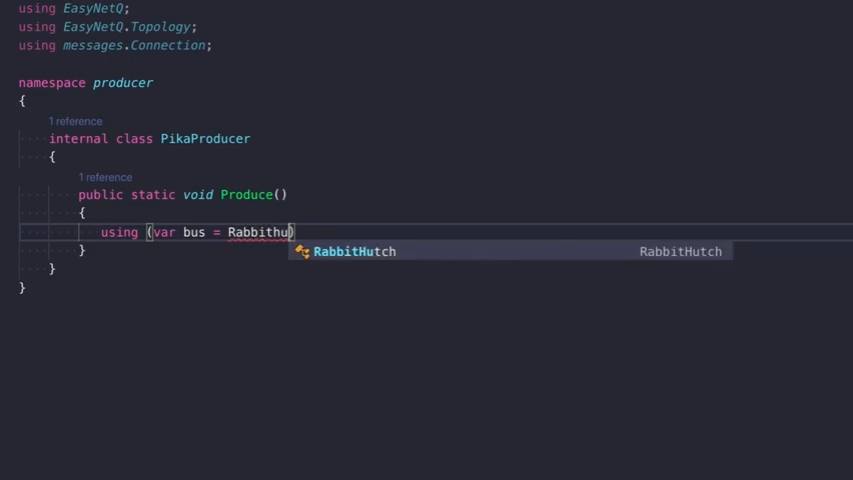 using EasyNetQ;
using EasyNetQ.Topology;
using messages.Connection;
namespace producer
{
1 reference
internal class PikaProducer
{
1 reference
public static void Produce()
{
using (var bus = Rabbithu)
RabbitHutch RabbitHutch
}
}
}